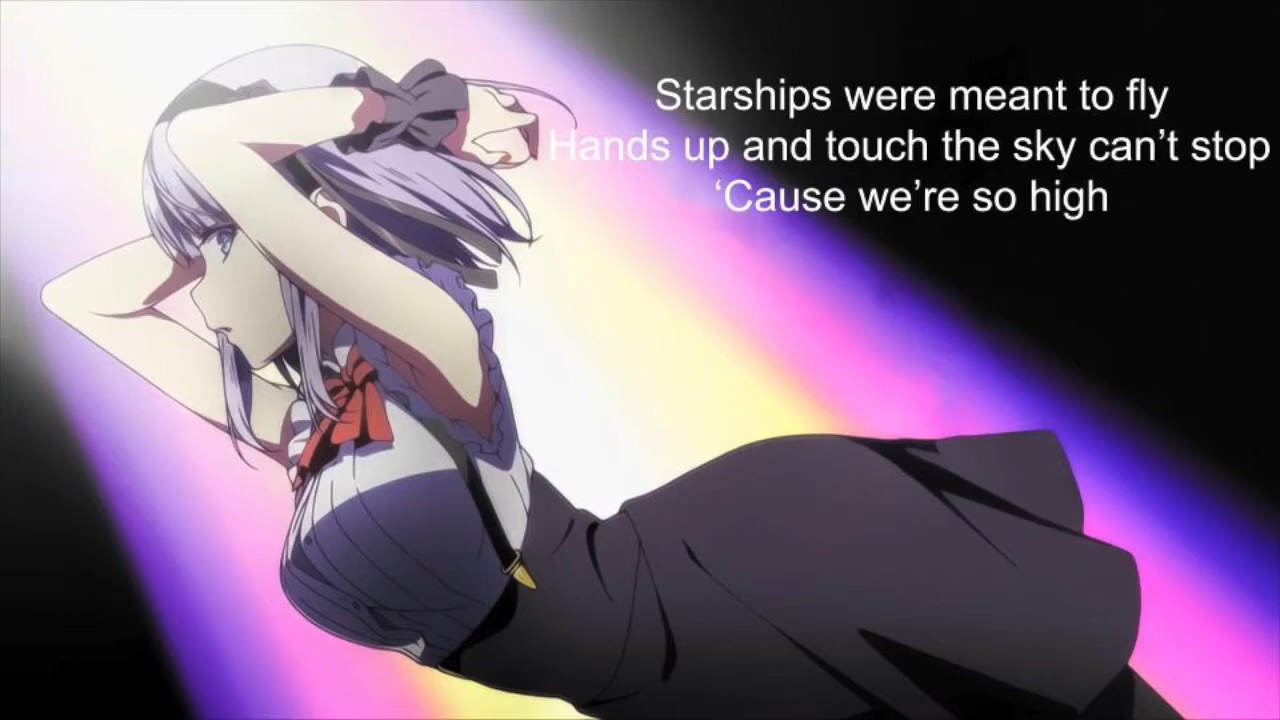 Starships were meant to fly
Hands up and touch the sky can’t stop
‘Cause we’re so high